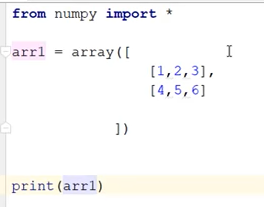 from numpy import *
arr1 = array([
[1,2,3],
[4,5,6]
])
print(arr1)